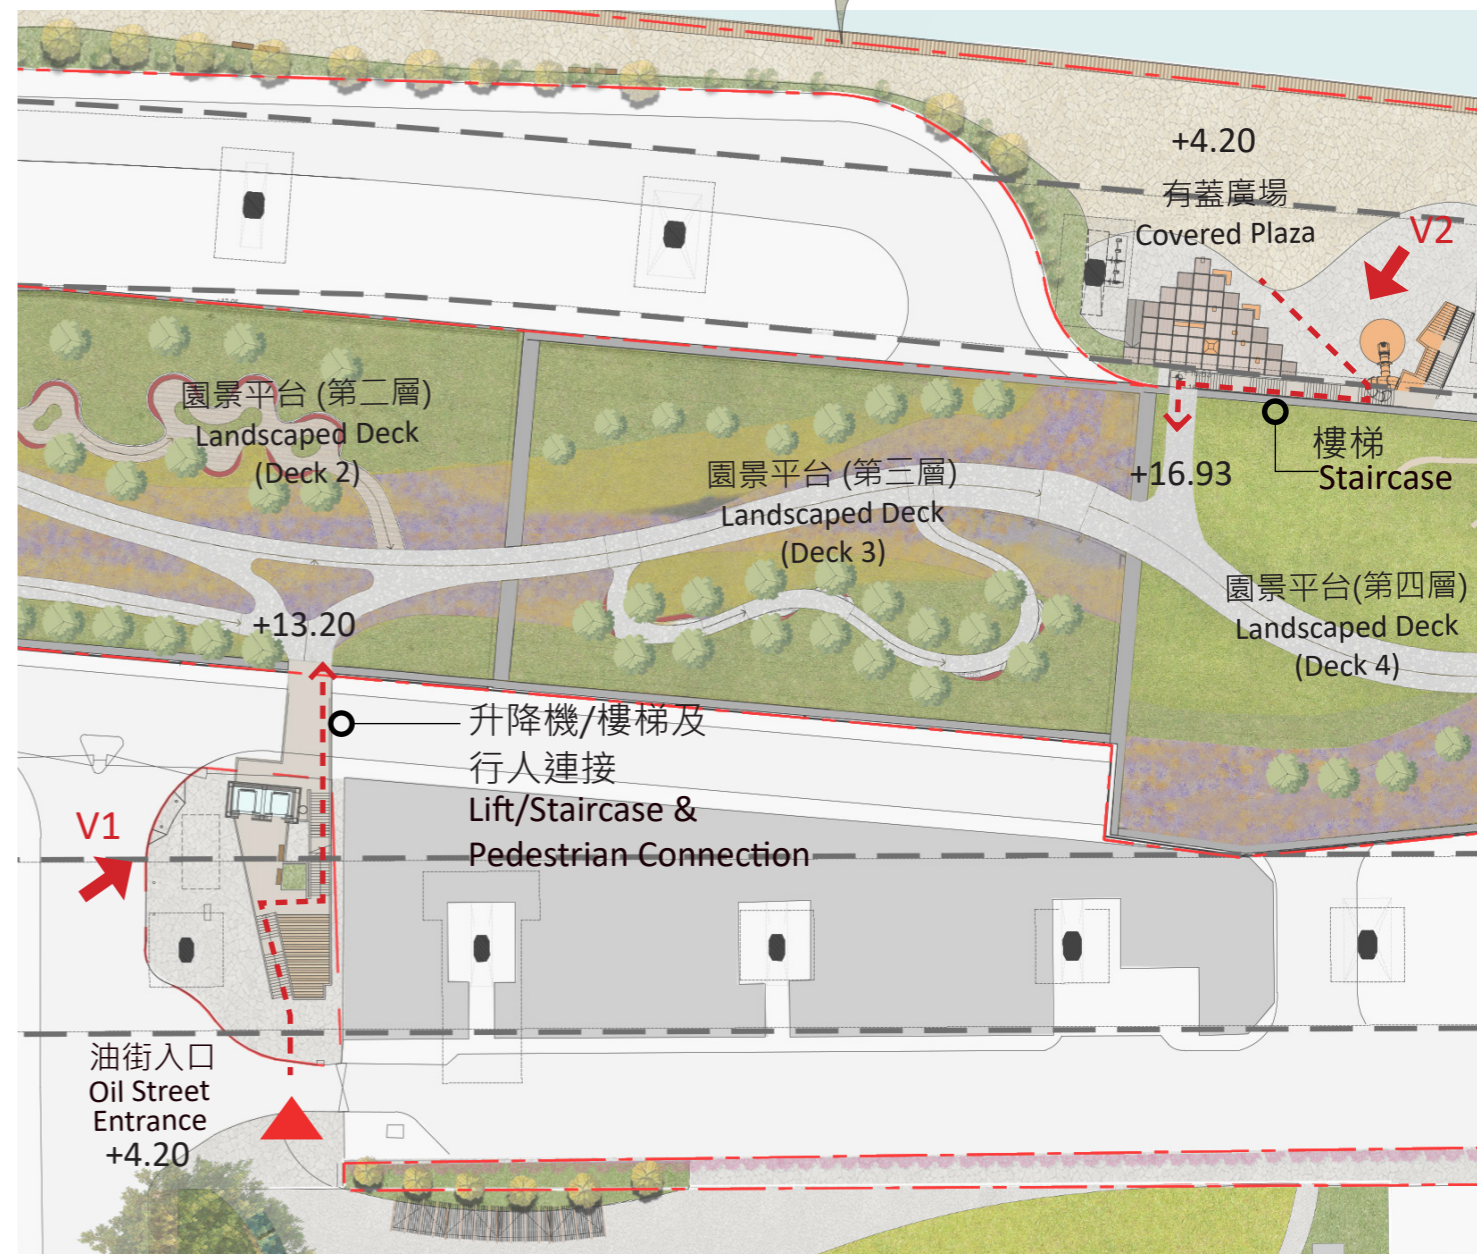 +4.20
有蓋廣場
Covered Plaza
V2
園景平台 (第二層)
Landscaped Deck
(Deck 2)
園景平台 (第三層)
Landscaped Deck
(Deck 3)
+16.93
樓梯
Staircase
園景平台(第四層)
Landscaped Deck
(Deck 4)
+13.20
升降機/樓梯及
行人連接
Lift/Staircase &
Pedestrian Connection
V1
油街入口
Oil Street
Entrance
+4.20